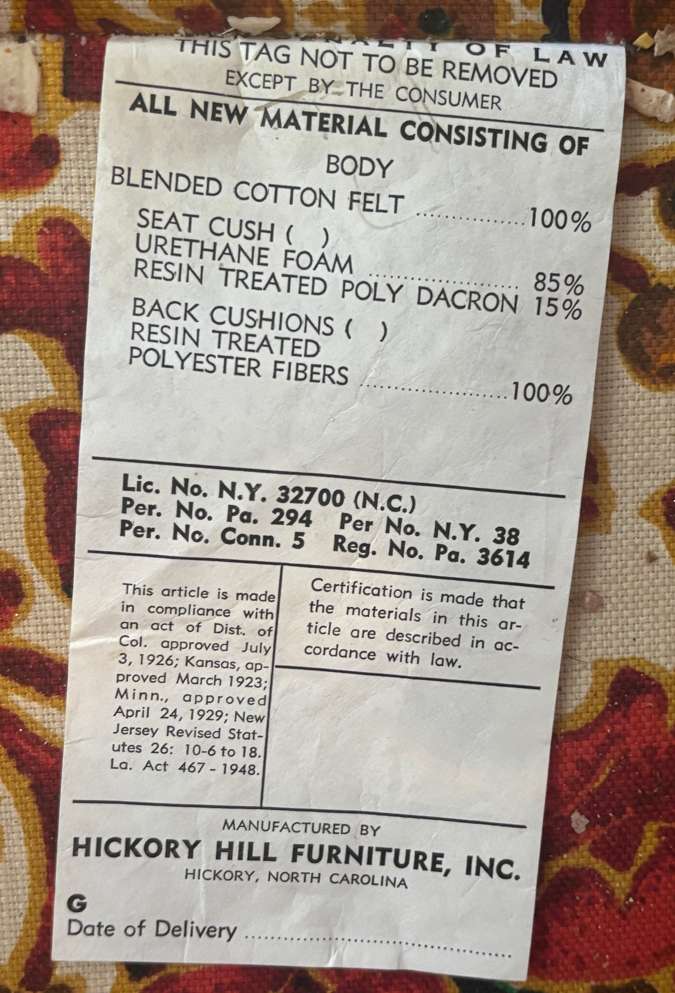 OF LAW
THIS TAG NOT TO BE REMOVED
EXCEPT BY THE CONSUMER
ALL NEW MATERIAL CONSISTING OF
BODY
BLENDED COTTON FELT ................100%
SEAT CUSH ( )
URETHANE FOAM ...................... 85%
RESIN TREATED POLY DACRON 15%
BACK CUSHIONS ( )
RESIN TREATED
POLYESTER FIBERS ......................100%
Lic. No. N.Y. 32700 (N.C.)
Per. No. Pa. 294 Per No. N.Y. 38
Per. No. Conn. 5 Reg. No. Pa. 3614
This article is made
in compliance with
an act of Dist. of
Col. approved July
3, 1926; Kansas, ap-
proved March 1923;
Minn., approved
April 24, 1929; New
Jersey Revised Stat-
utes 26: 10-6 to 18.
La. Act 467 - 1948.
Certification is made that
the materials in this ar-
ticle are described in ac-
cordance with law.
MANUFACTURED BY
HICKORY HILL FURNITURE, INC.
HICKORY, NORTH CAROLINA
G
Date of Delivery ........................................